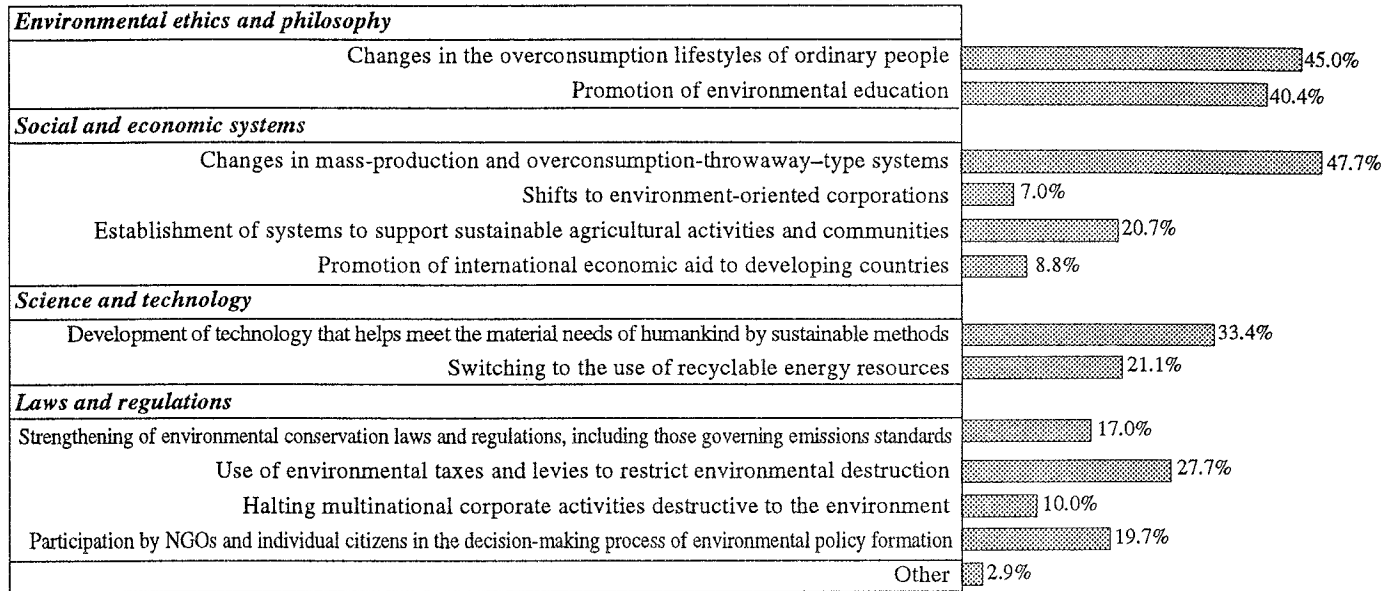 Environmental ethics and philosophy
Changes in the overconsumption lifestyles of ordinary people 45.0%
Promotion of environmental education 40.4%
Social and economic systems
Changes in mass-production and overconsumption-throwaway–type systems 47.7%
Shifts to environment-oriented corporations 7.0%
Establishment of systems to support sustainable agricultural activities and communities 20.7%
Promotion of international economic aid to developing countries 8.8%
Science and technology
Development of technology that helps meet the material needs of humankind by sustainable methods 33.4%
Switching to the use of recyclable energy resources 21.1%
Laws and regulations
Strengthening of environmental conservation laws and regulations, including those governing emissions standards 17.0%
Use of environmental taxes and levies to restrict environmental destruction 27.7%
Halting multinational corporate activities destructive to the environment 10.0%
Participation by NGOs and individual citizens in the decision-making process of environmental policy formation 19.7%
Other 2.9%